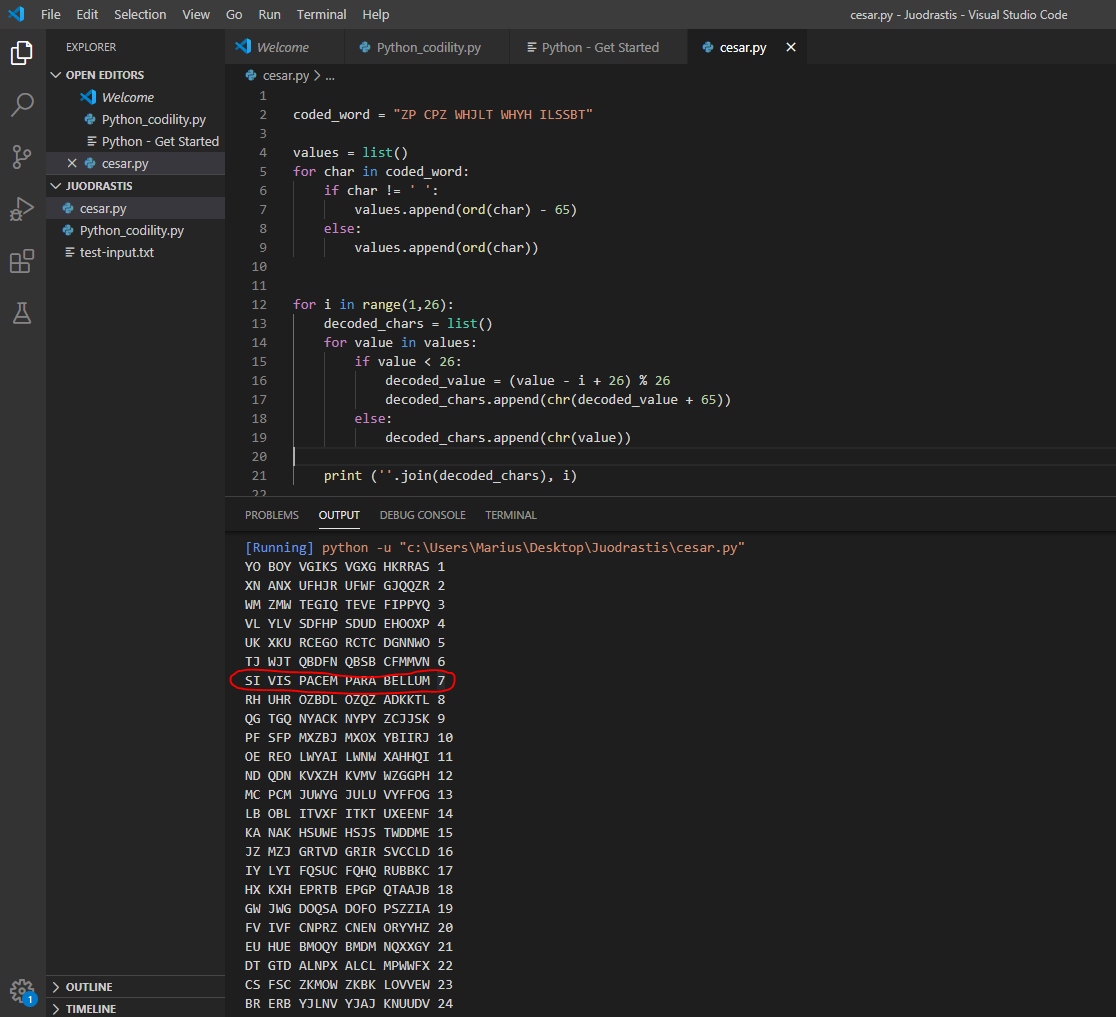 File Edit Selection View Go Run Terminal Help cesar.py - Juodrastis - Visual Studio Code
EXPLORER
OPEN EDITORS
Welcome
Python_codility.py
Python - Get Started
cesar.py
JUODRASTIS
cesar.py
Python_codility.py
test-input.txt
OUTLINE
TIMELINE
1
Welcome Python_codility.py Python - Get Started cesar.py
cesar.py > ...
1
2 coded_word = "ZP CPZ WHJLT WHYH ILSSBT"
3
4 values = list()
5 for char in coded_word:
6 if char != ' ':
7 values.append(ord(char) - 65)
8 else:
9 values.append(ord(char))
10
11
12 for i in range(1,26):
13 decoded_chars = list()
14 for value in values:
15 if value < 26:
16 decoded_value = (value - i + 26) % 26
17 decoded_chars.append(chr(decoded_value + 65))
18 else:
19 decoded_chars.append(chr(value))
20
21 print (''.join(decoded_chars), i)
22
PROBLEMS OUTPUT DEBUG CONSOLE TERMINAL
[Running] python -u "c:\Users\Marius\Desktop\Juodrastis\cesar.py"
YO BOY VGIKS VGXG HKRRAS 1
XN ANX UFHJR UFWF GJQQZR 2
WM ZMW TEGIQ TEVE FIPPYQ 3
VL YLV SDFHP SDUD EHOOXP 4
UK XKU RCEGO RCTC DGNNWO 5
TJ WJT QBDFN QBSB CFMMVN 6
SI VIS PACEM PARA BELLUM 7
RH UHR OZBDL OZQZ ADKKTL 8
QG TGQ NYACK NYPY ZCJJSK 9
PF SFP MXZBJ MXOX YBIIRJ 10
OE REO LWYAI LWNW XAHHQI 11
ND QDN KVXZH KVMV WZGGPH 12
MC PCM JUWYG JULU VYFFOG 13
LB OBL ITVXF ITKT UXEENF 14
KA NAK HSUWE HSJS TWDDME 15
JZ MZJ GRTVD GRIR SVCCLD 16
IY LYI FQSUC FQHQ RUBBKC 17
HX KXH EPRTB EPGP QTAAJB 18
GW JWG DOQSA DOFO PSZZIA 19
FV IVF CNPRZ CNEN ORYYHZ 20
EU HUE BMOQY BMDM NQXXGY 21
DT GTD ALNPX ALCL MPWWFX 22
CS FSC ZKMOW ZKBK LOVVEW 23
BR ERB YJLNV YJAJ KNUUDV 24